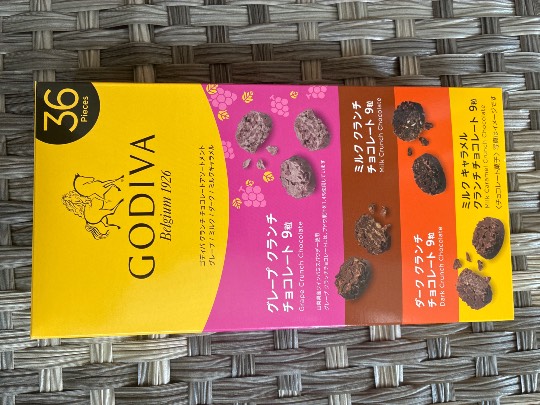 36
Pieces
GODIVA
Belgium 1926
ゴディバ クランチ チョコレートアソートメント
グレープ / ミルク / ダーク / ミルクキャラメル
グレープ クランチ
チョコレート 9粒
Grape Crunch Chocolate
ミルク クランチ
チョコレート 9粒
Milk Crunch Chocolate
ダーク クランチ
チョコレート 9粒
Dark Crunch Chocolate
ミルク キャラメル
クランチチョコレート 9粒
Milk Caramel Crunch Chocolate